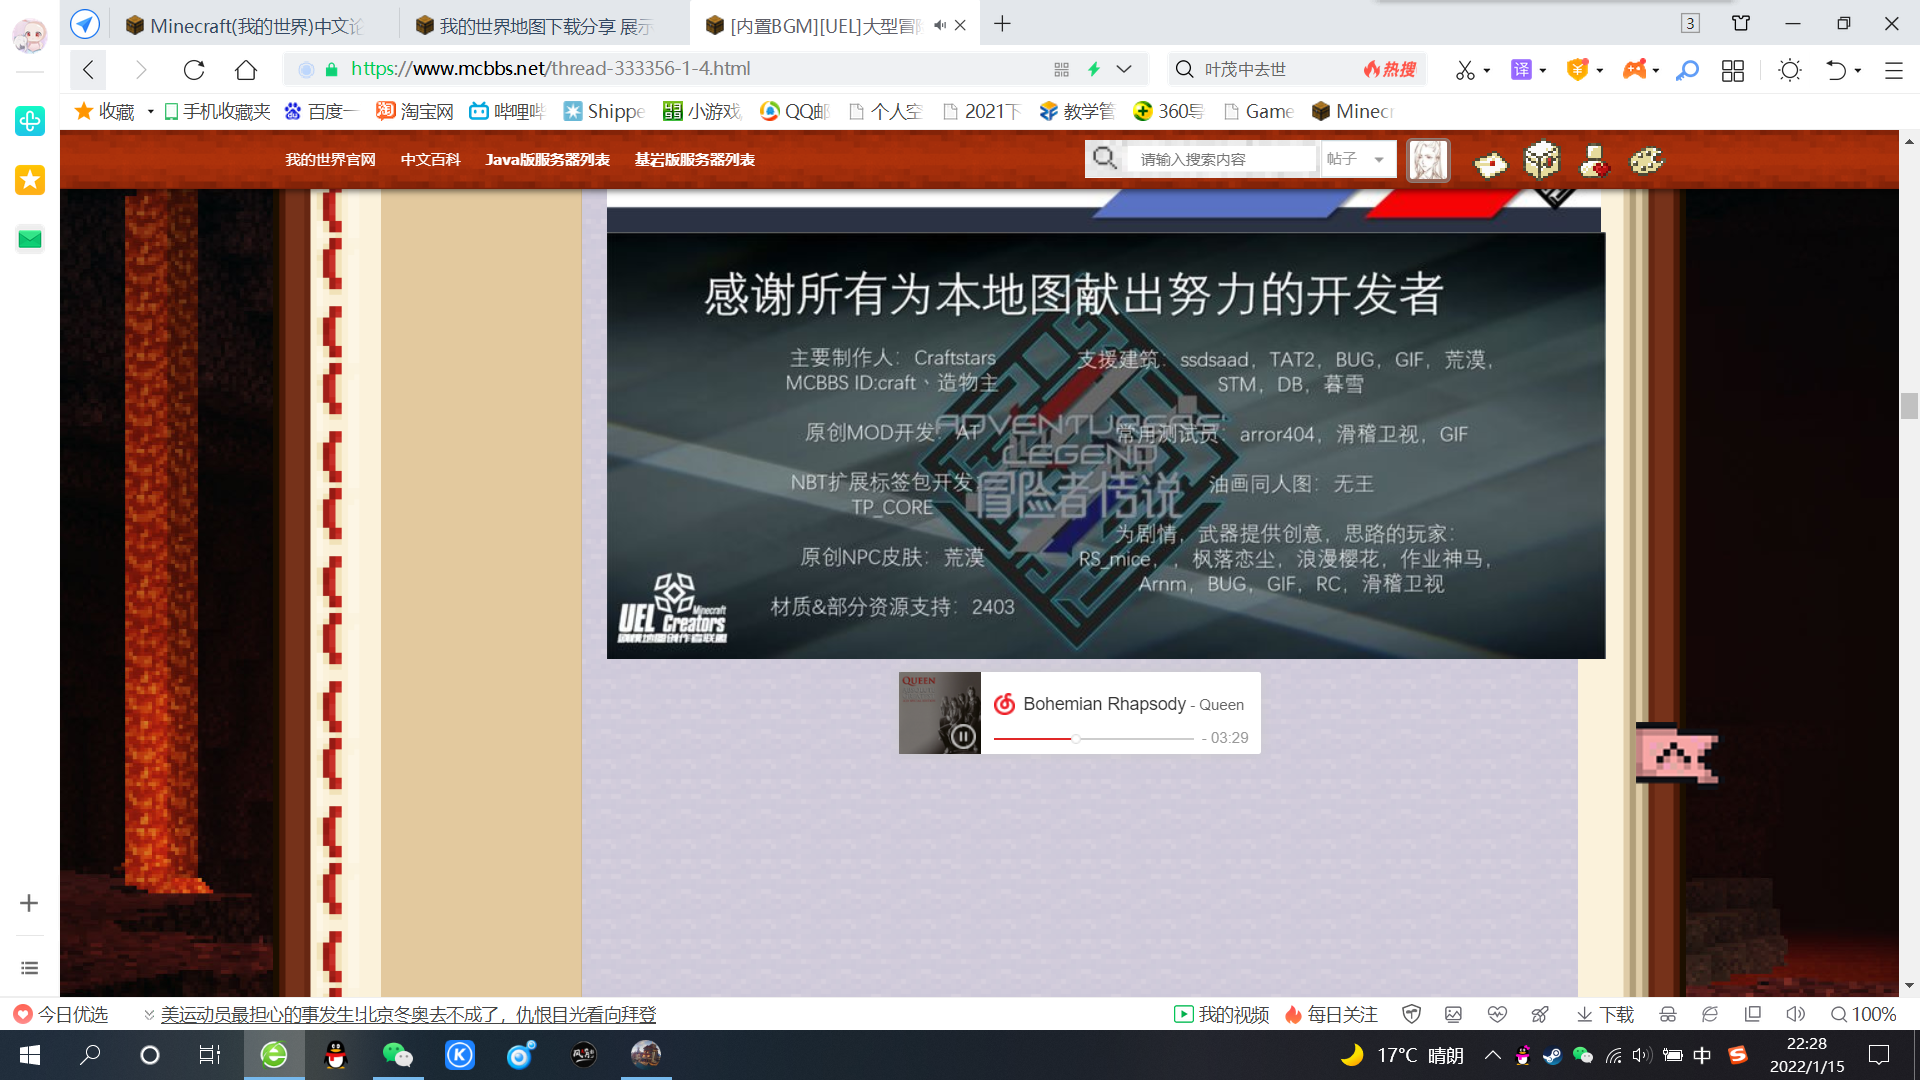 Minecraft(我的世界)中文论
我的世界地图下载分享 展示
[内置BGM][UEL]大型冒险
3
https://www.mcbbs.net/thread-333356-1-4.html
叶茂中去世
热搜
译
收藏
手机收藏夹
百度一
淘宝网
哔哩哔
Shippe
小游戏
QQ邮
个人空
2021下
教学管
360导
Game
Minecr
我的世界官网
中文百科
Java版服务器列表
基岩版服务器列表
请输入搜索内容
帖子
感谢所有为本地图献出努力的开发者
主要制作人：Craftstars
MCBBS ID:craft、造物主
原创MOD开发：AT
NBT扩展标签包开发：
TP_CORE
原创NPC皮肤：荒漠
材质&部分资源支持：2403
支援建筑：ssdsaad，TAT2，BUG，GIF，荒漠，
STM，DB，暮雪
常用测试员：arror404，滑稽卫视，GIF
油画同人图：无王
为剧情，武器提供创意，思路的玩家：
RS_mice，，枫落恋尘，浪漫樱花，作业神马，
Arnm，BUG，GIF，RC，滑稽卫视
ADVENTURERS'
LEGEND
冒险者传说
Minecraft
UEL Creators
QUEEN
Bohemian Rhapsody - Queen
- 03:29
今日优选
美运动员最担心的事发生!北京冬奥去不成了，仇恨目光看向拜登
我的视频
每日关注
下载
100%
17°C 晴朗
中
22:28
2022/1/15